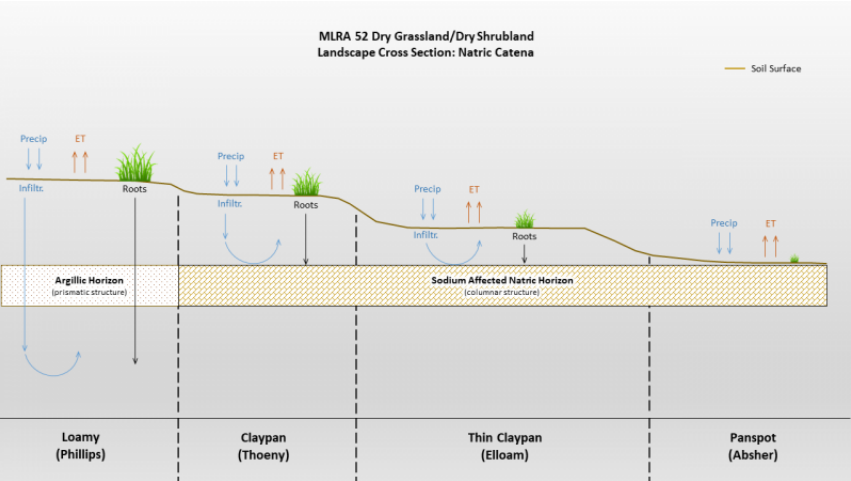 MLRA 52 Dry Grassland/Dry Shrubland
Landscape Cross Section: Natric Catena
Soil Surface
Precip
ET
Infiltr.
Roots
Precip
ET
Infiltr.
Roots
Precip
ET
Infiltr.
Roots
Precip
ET
Argillic Horizon
(prismatic structure)
Sodium Affected Natric Horizon
(columnar structure)
Loamy
(Phillips)
Claypan
(Thoeny)
Thin Claypan
(Elloam)
Panspot
(Absher)